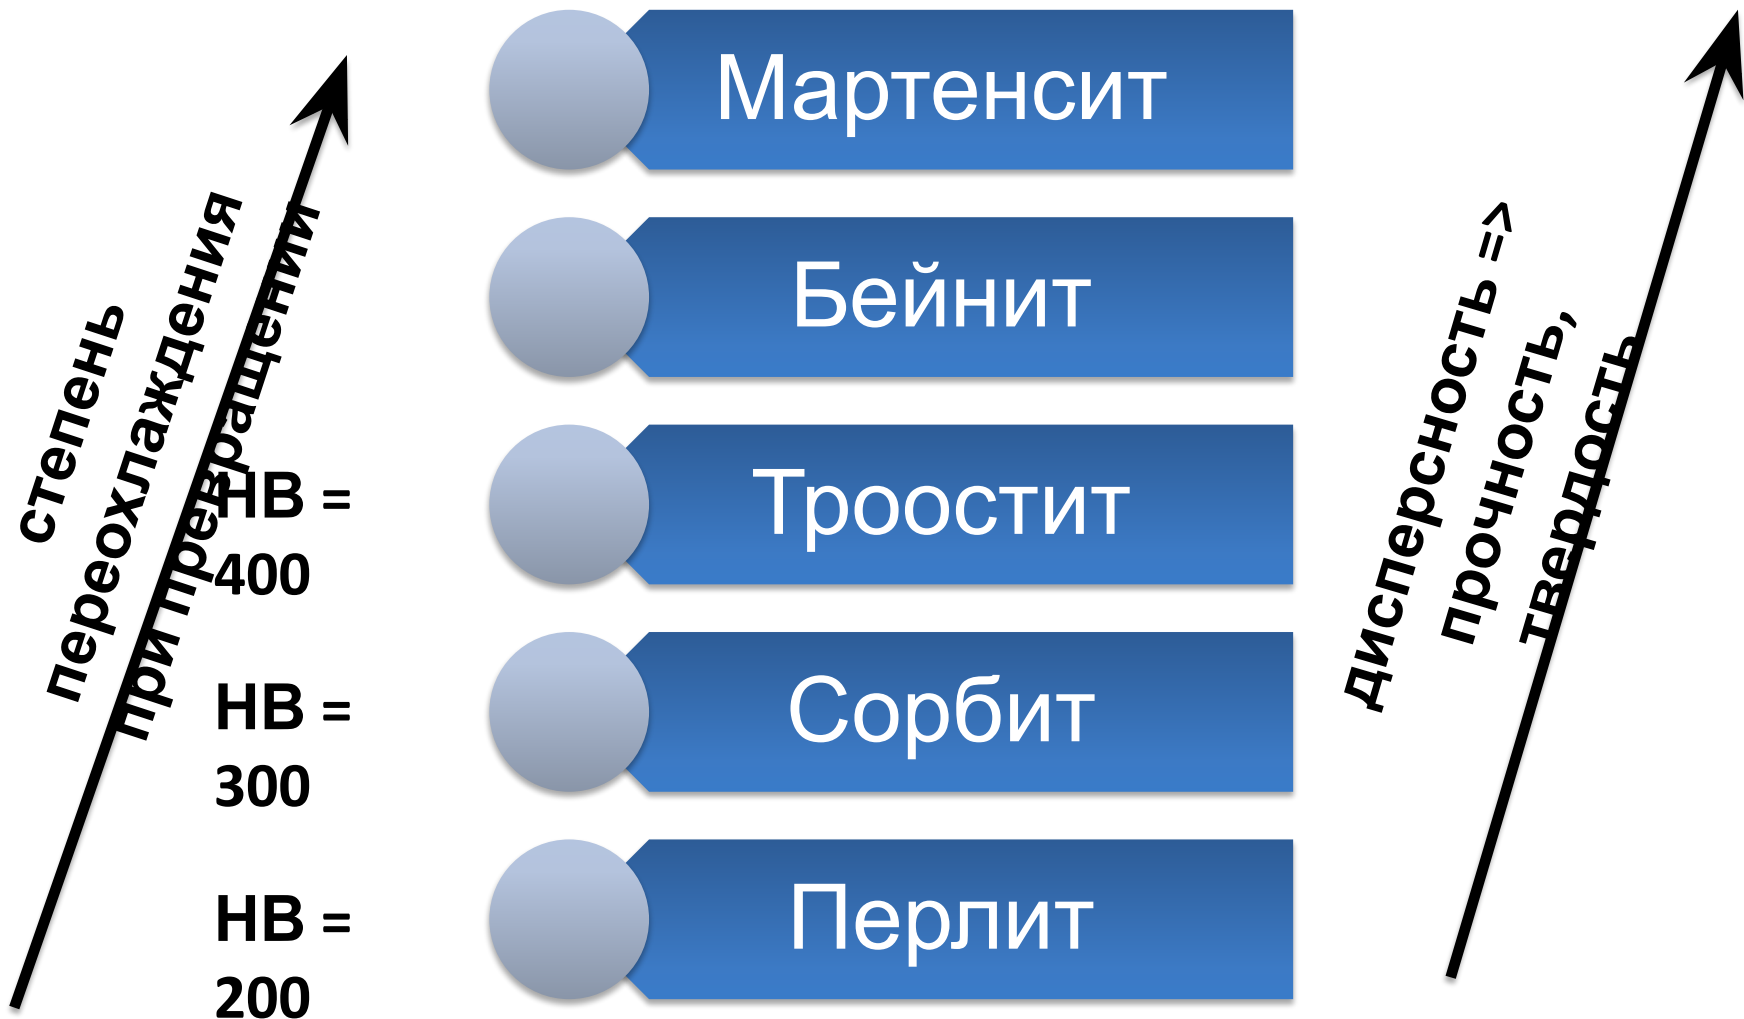 степень
переохлаждения
при превращении
Мартенсит
Бейнит
HB =
400
Троостит
HB =
300
Сорбит
HB =
200
Перлит
дисперсность =>
прочность,
твердость